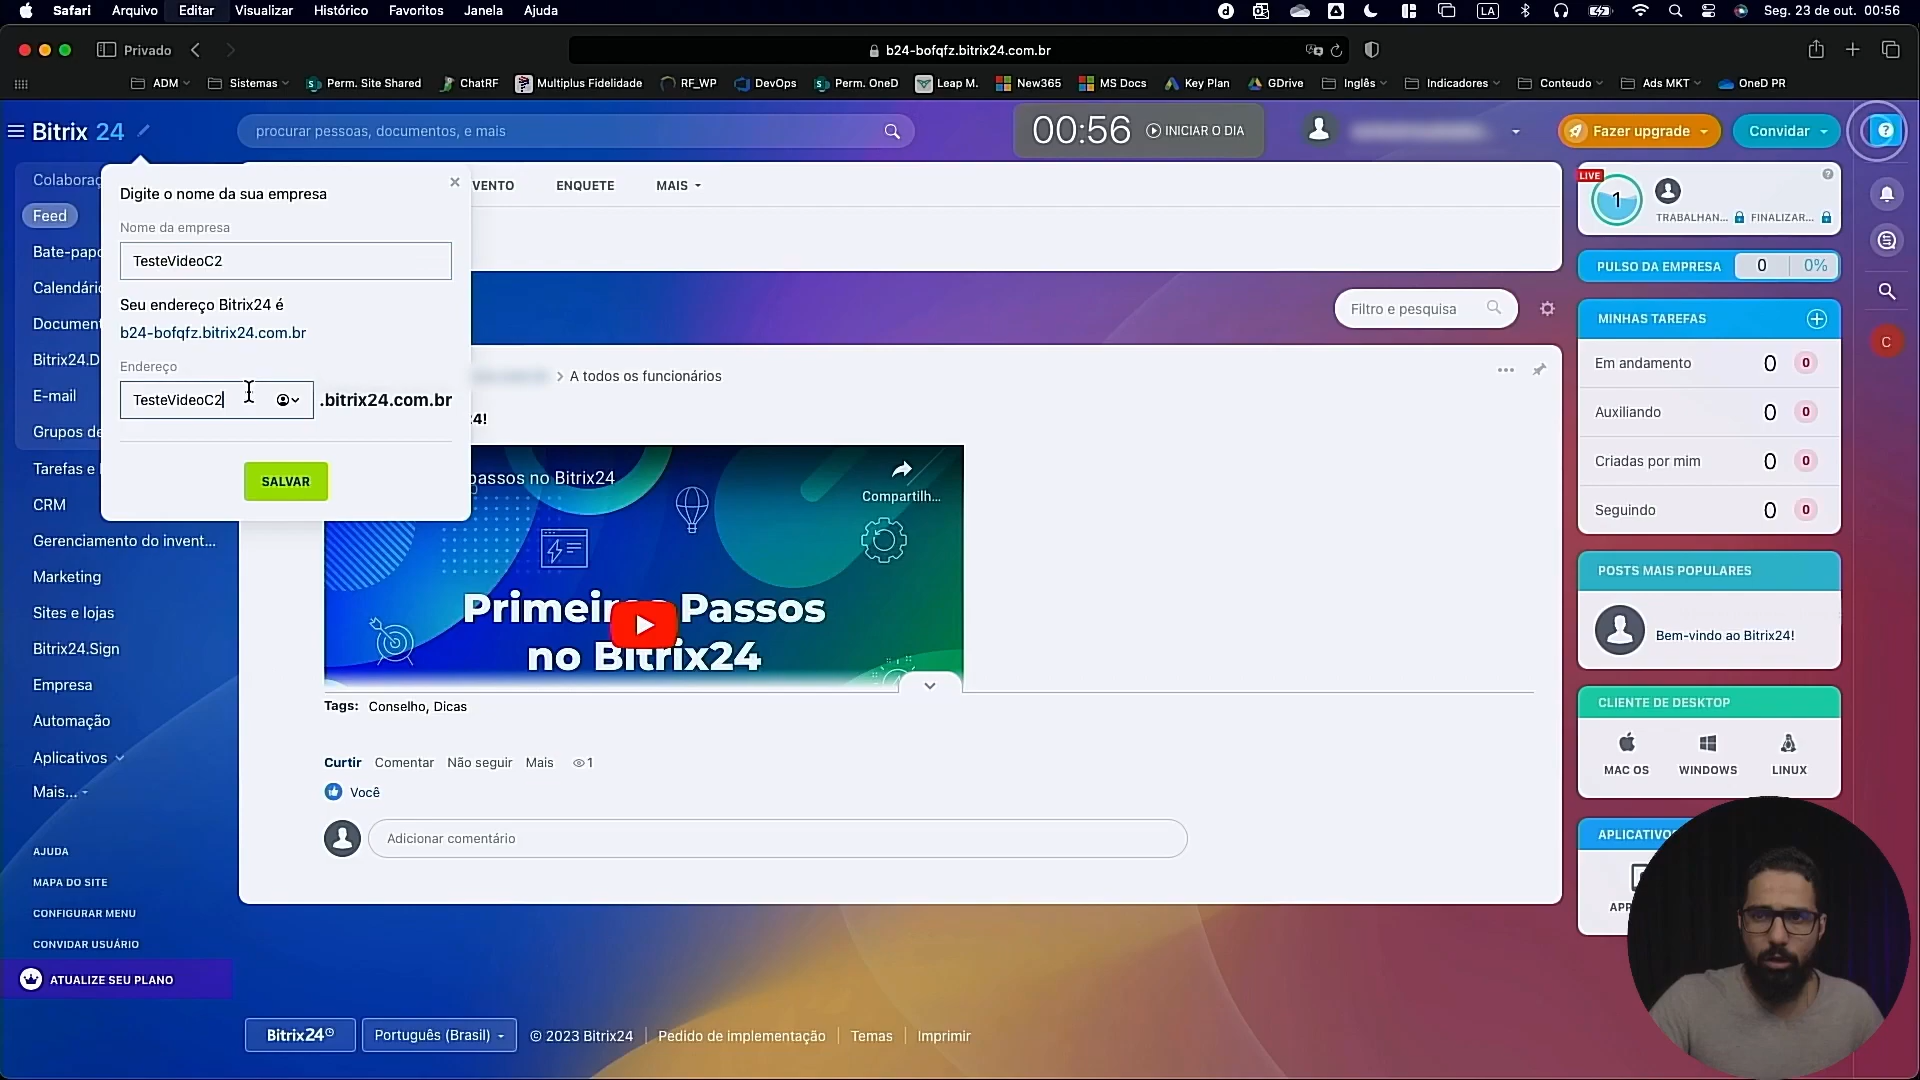 Safari Arquivo Editar Visualizar Histórico Favoritos Janela Ajuda LA Seg. 23 de out. 00:56
Privado b24-bofqfz.bitrix24.com.br
ADM Sistemas Perm. Site Shared ChatRF Multiplus Fidelidade RF_WP DevOps Perm. OneD Leap M. New365 MS Docs Key Plan GDrive Inglês Indicadores Conteudo Ads MKT OneD PR
Bitrix 24 procurar pessoas, documentos, e mais 00:56 INICIAR O DIA Fazer upgrade Convidar
Colaboraç
Feed
Bate-papo
Calendário
Document
Bitrix24.D
E-mail
Grupos de
Tarefas e
CRM
Gerenciamento do invent...
Marketing
Sites e lojas
Bitrix24.Sign
Empresa
Automação
Aplicativos
Mais...
AJUDA
MAPA DO SITE
CONFIGURAR MENU
CONVIDAR USUÁRIO
ATUALIZE SEU PLANO
Digite o nome da sua empresa
Nome da empresa
TesteVideoC2
Seu endereço Bitrix24 é
b24-bofqfz.bitrix24.com.br
Endereço
TesteVideoC2 .bitrix24.com.br
SALVAR
VENTO ENQUETE MAIS
Filtro e pesquisa
A todos os funcionários
4!
passos no Bitrix24
Compartilh...
Primeiros Passos
no Bitrix24
Tags: Conselho, Dicas
Curtir Comentar Não seguir Mais 1
Você
Adicionar comentário
Bitrix24 Português (Brasil) © 2023 Bitrix24 Pedido de implementação Temas Imprimir
LIVE
1
TRABALHAN... FINALIZAR...
PULSO DA EMPRESA 0 0%
MINHAS TAREFAS
Em andamento 0 0
Auxiliando 0 0
Criadas por mim 0 0
Seguindo 0 0
POSTS MAIS POPULARES
Bem-vindo ao Bitrix24!
CLIENTE DE DESKTOP
MAC OS WINDOWS LINUX
APLICATIVO
APP
C